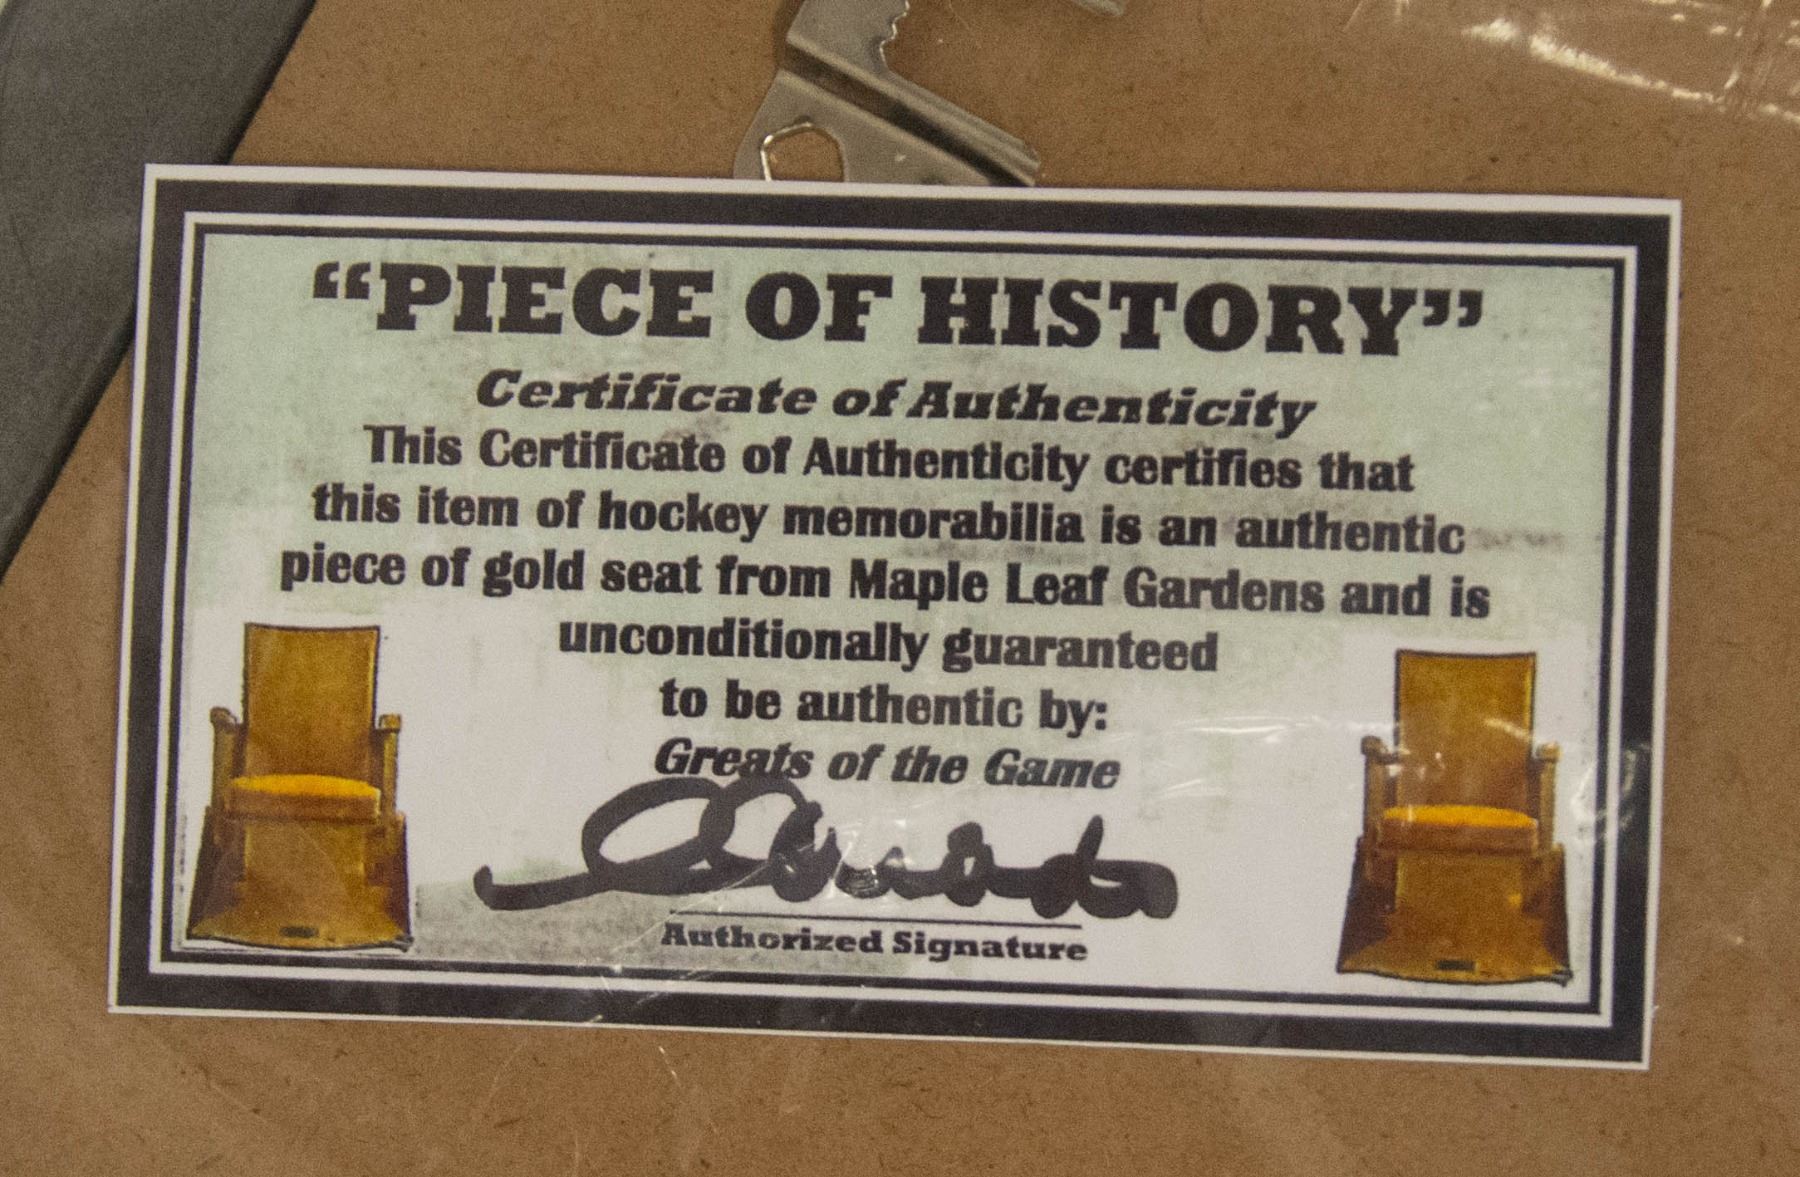 “PIECE OF HISTORY”
Certificate of Authenticity
This Certificate of Authenticity certifies that
this item of hockey memorabilia is an authentic
piece of gold seat from Maple Leaf Gardens and is
unconditionally guaranteed
to be authentic by:
Greats of the Game
Authorized Signature